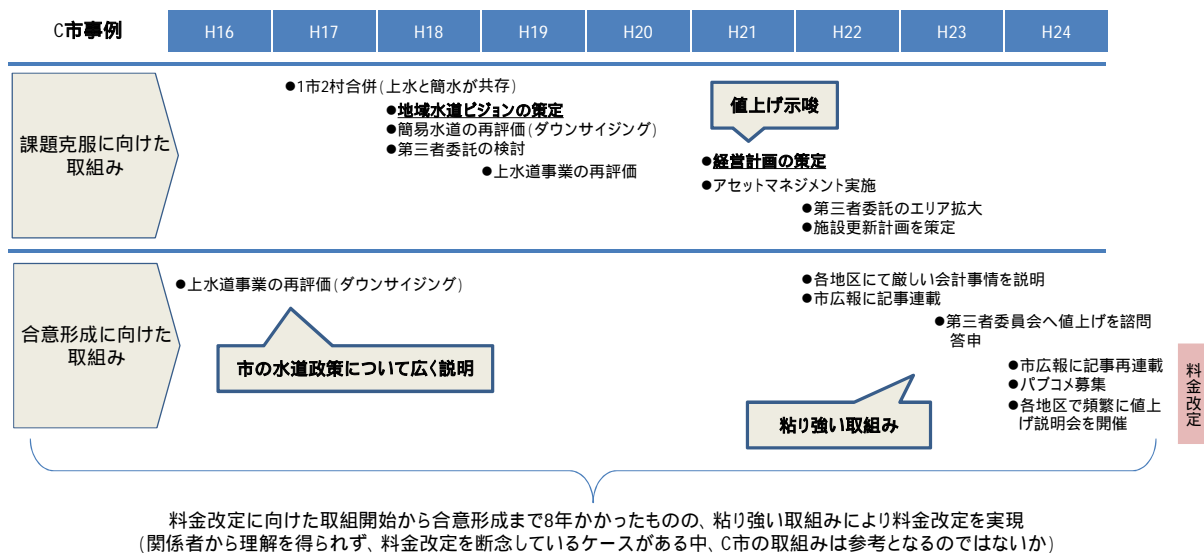 C市事例
H16 H17 H18 H19 H20 H21 H22 H23 H24
課題克服に向けた
取組み
●1市2村合併(上水と簡水が共存)
●地域水道ビジョンの策定
●簡易水道の再評価(ダウンサイジング)
●第三者委託の検討
●上水道事業の再評価
値上げ示唆
●経営計画の策定
●アセットマネジメント実施
●第三者委託のエリア拡大
●施設更新計画を策定
合意形成に向けた
取組み
●上水道事業の再評価(ダウンサイジング)
市の水道政策について広く説明
●各地区にて厳しい会計事情を説明
●市広報に記事連載
●第三者委員会へ値上げを諮問
答申
粘り強い取組み
●市広報に記事再連載
●パブコメ募集
●各地区で頻繁に値上
げ説明会を開催
料金改定
料金改定に向けた取組開始から合意形成まで8年かかったものの、粘り強い取組みにより料金改定を実現
(関係者から理解を得られず、料金改定を断念しているケースがある中、C市の取組みは参考となるのではないか)